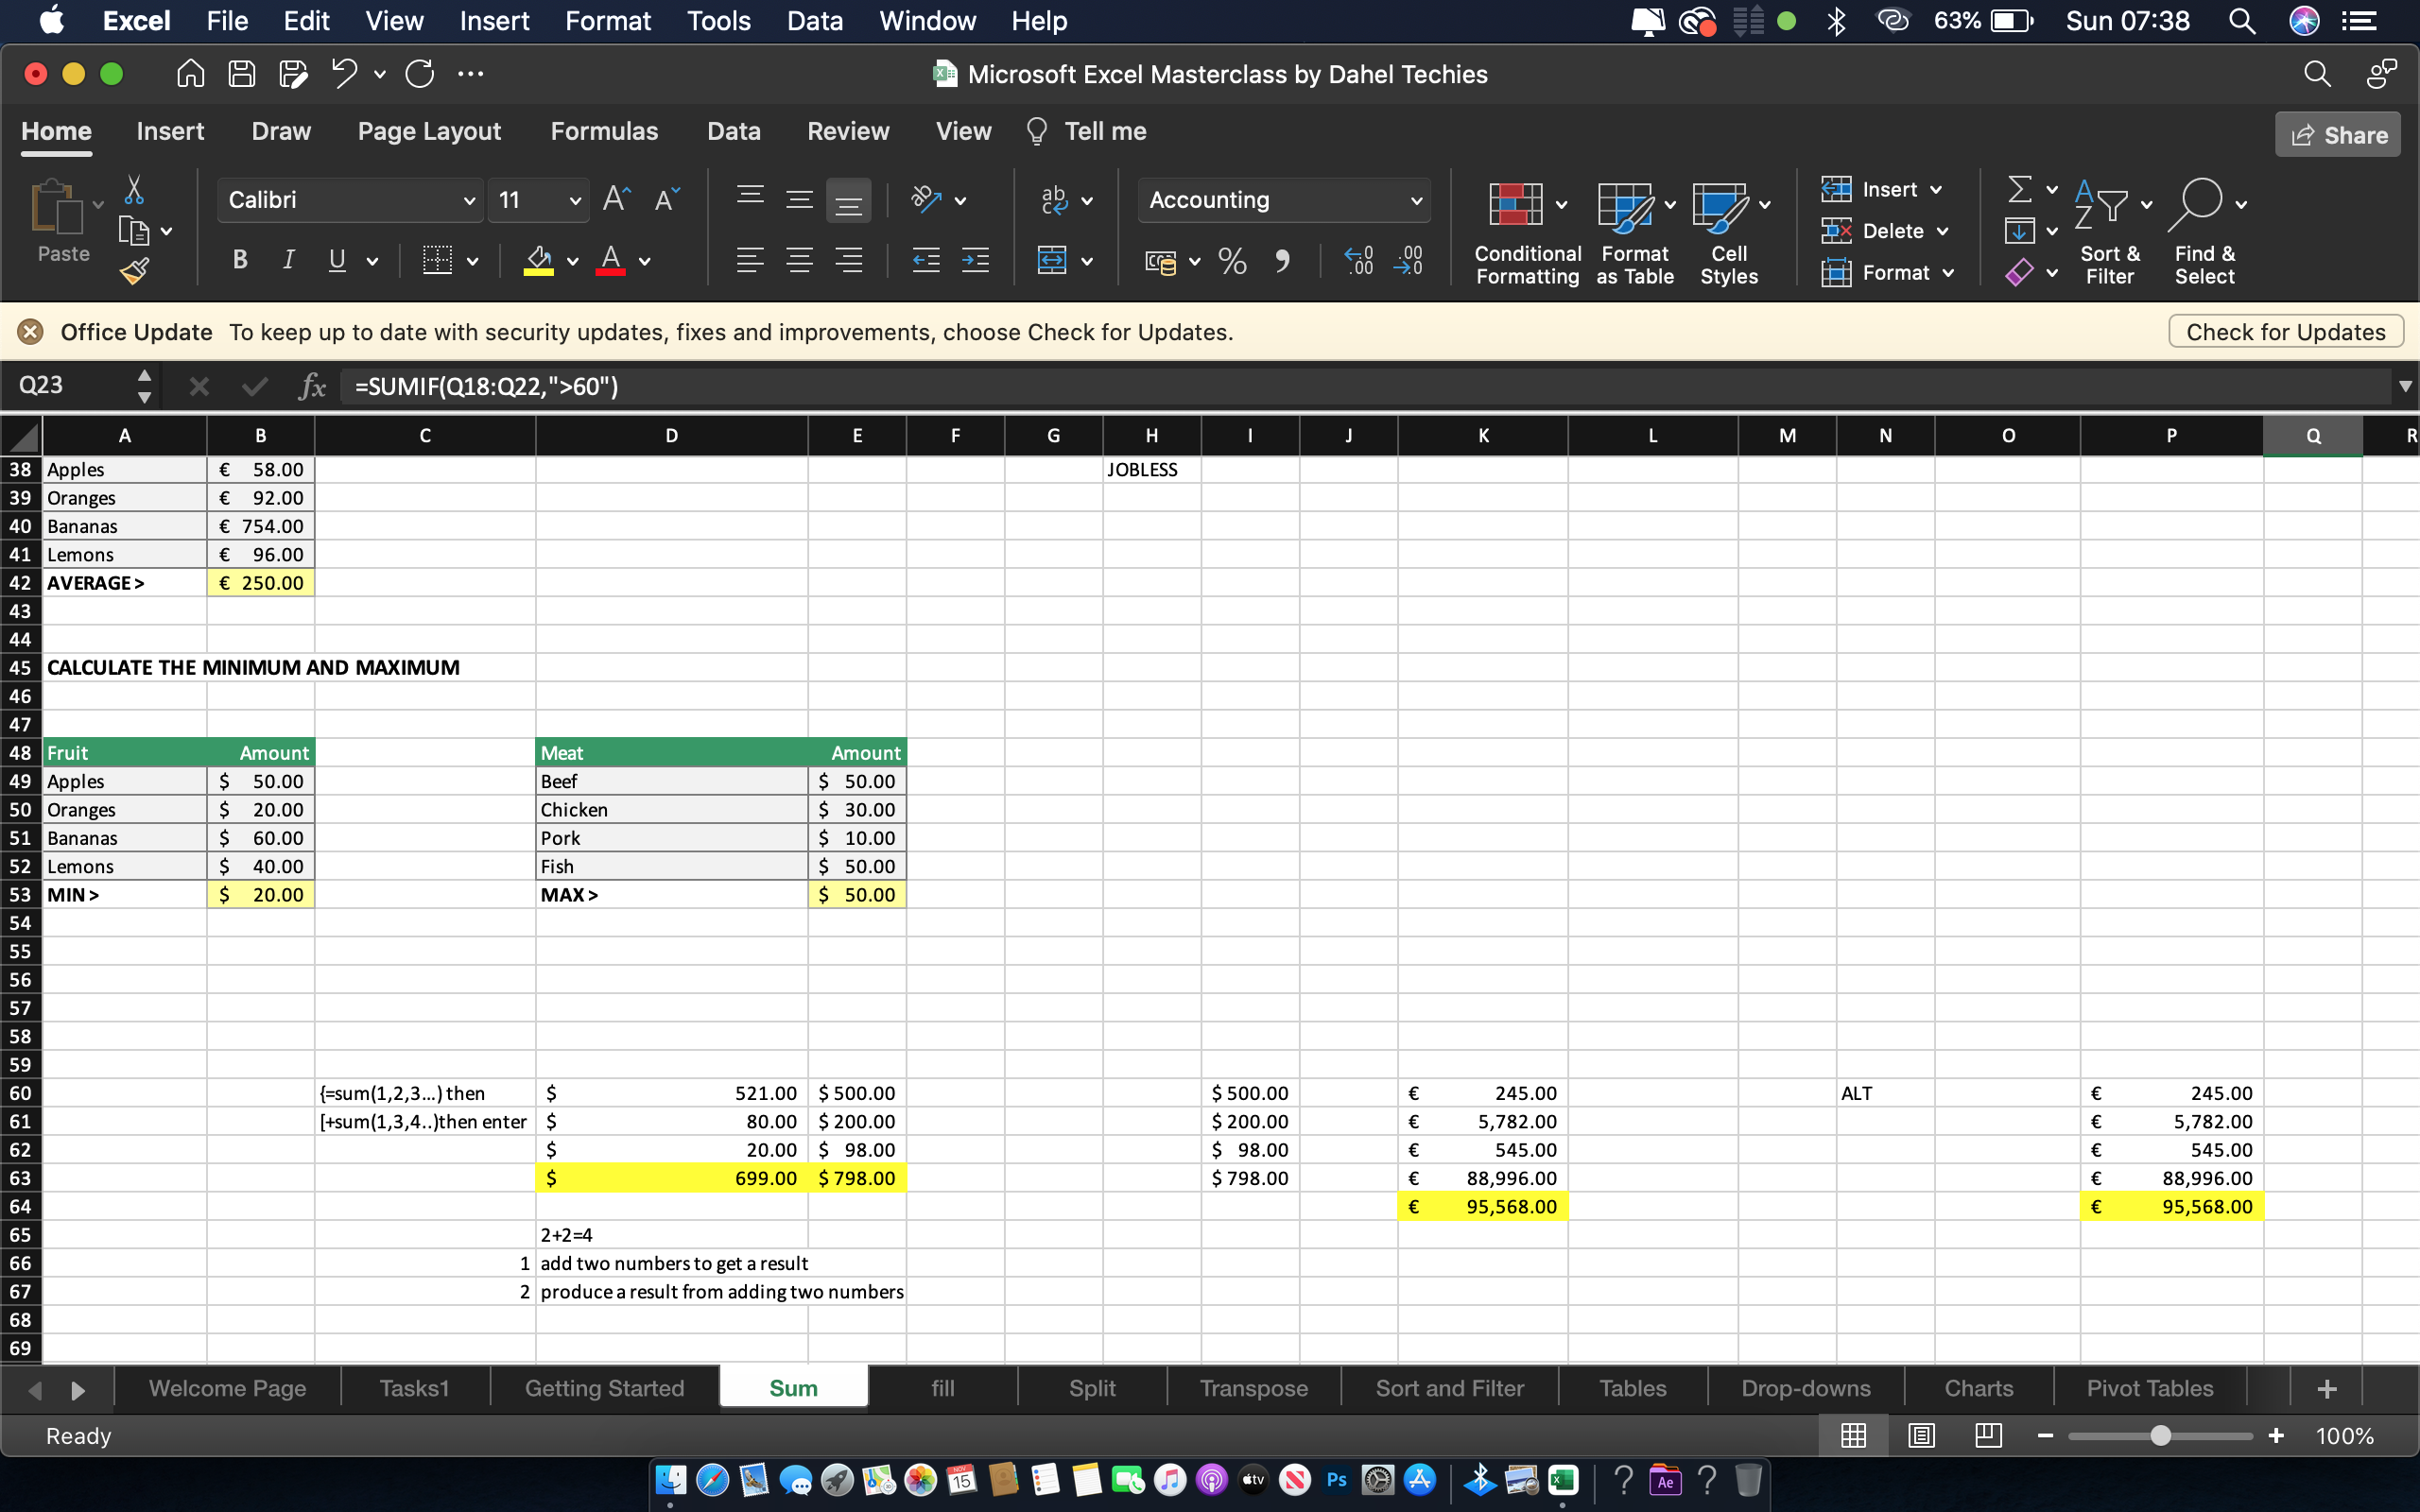 Excel File Edit View Insert Format Tools Data Window Help 63% Sun 07:38
Microsoft Excel Masterclass by Dahel Techies
Home Insert Draw Page Layout Formulas Data Review View Tell me Share
Paste Calibri 11 Accounting Conditional Formatting Format as Table Cell Styles Insert Delete Format Sort & Filter Find & Select
Office Update To keep up to date with security updates, fixes and improvements, choose Check for Updates. Check for Updates
Q23 fx =SUMIF(Q18:Q22,">60")
A B C D E F G H I J K L M N O P Q R
38 Apples € 58.00 JOBLESS
39 Oranges € 92.00
40 Bananas € 754.00
41 Lemons € 96.00
42 AVERAGE > € 250.00
43
44
45 CALCULATE THE MINIMUM AND MAXIMUM
46
47
48 Fruit Amount Meat Amount
49 Apples $ 50.00 Beef $ 50.00
50 Oranges $ 20.00 Chicken $ 30.00
51 Bananas $ 60.00 Pork $ 10.00
52 Lemons $ 40.00 Fish $ 50.00
53 MIN > $ 20.00 MAX > $ 50.00
54
55
56
57
58
59
60 {=sum(1,2,3...) then $ 521.00 $ 500.00 $ 500.00 € 245.00 ALT € 245.00
61 [+sum(1,3,4..)then enter $ 80.00 $ 200.00 $ 200.00 € 5,782.00 € 5,782.00
62 $ 20.00 $ 98.00 $ 98.00 € 545.00 € 545.00
63 $ 699.00 $ 798.00 $ 798.00 € 88,996.00 € 88,996.00
64 € 95,568.00 € 95,568.00
65 2+2=4
66 1 add two numbers to get a result
67 2 produce a result from adding two numbers
68
69
Welcome Page Tasks1 Getting Started Sum fill Split Transpose Sort and Filter Tables Drop-downs Charts Pivot Tables +
Ready 100%
NOV 15 tv Ps Ae